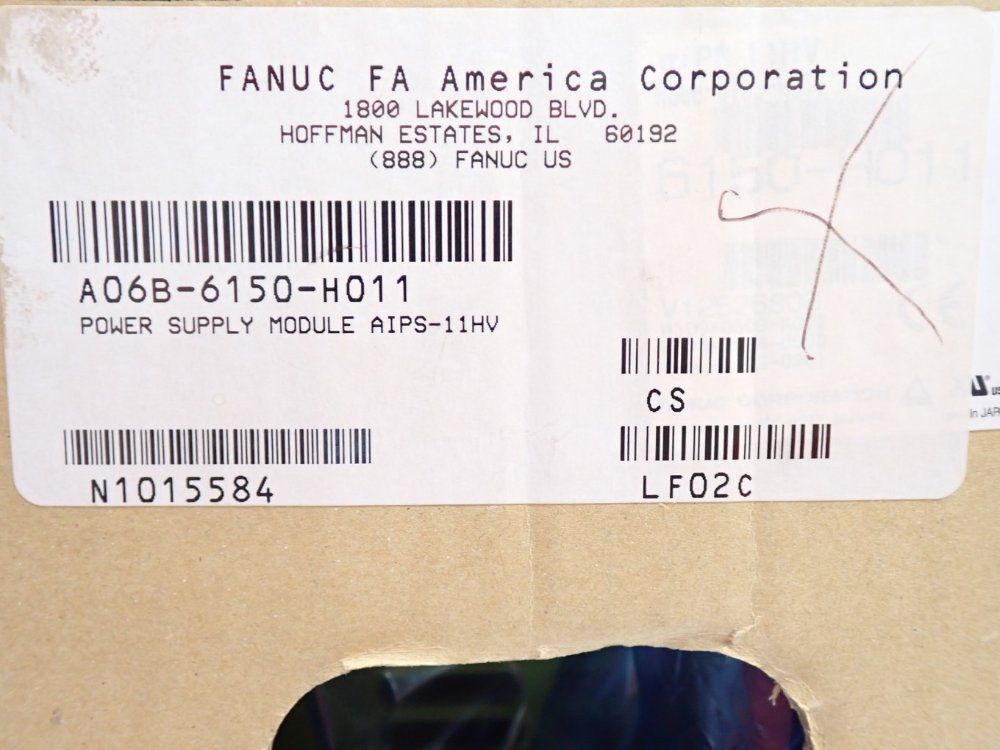 FANUC FA America Corporation
1800 LAKEWOOD BLVD.
HOFFMAN ESTATES, IL 60192
(888) FANUC US
A06B-6150-H011
POWER SUPPLY MODULE AIPS-11HV
CS
N1015584
LF02C